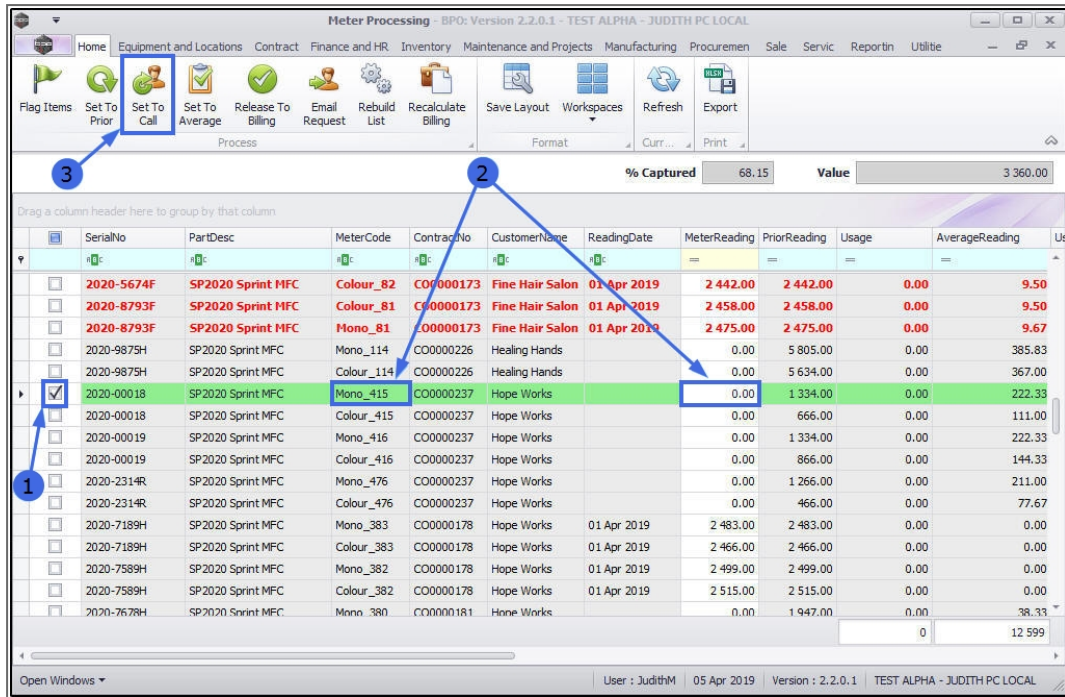 Meter Processing - BPO: Version 2.2.0.1 - TEST ALPHA - JUDITH PC LOCAL
Home Equipment and Locations Contract Finance and HR Inventory Maintenance and Projects Manufacturing Procuremen Sale Servic Reportin Utilitie
Flag Items Set To Prior Set To Call Set To Average Release To Billing Email Request Rebuild List Recalculate Billing Save Layout Workspaces Refresh Export
Process Format Curr... Print
3 2 % Captured 68.15 Value 3 360.00
Drag a column header here to group by that column
SerialNo PartDesc MeterCode ContractNo CustomerName ReadingDate MeterReading PriorReading Usage AverageReading Us
2020-5674F SP2020 Sprint MFC Colour_82 CO0000173 Fine Hair Salon 01 Apr 2019 2 442.00 2 442.00 0.00 9.50
2020-8793F SP2020 Sprint MFC Colour_81 CO0000173 Fine Hair Salon 01 Apr 2019 2 458.00 2 458.00 0.00 9.50
2020-8793F SP2020 Sprint MFC Mono_81 CO0000173 Fine Hair Salon 01 Apr 2019 2 475.00 2 475.00 0.00 9.67
2020-9875H SP2020 Sprint MFC Mono_114 CO0000226 Healing Hands 0.00 5 805.00 0.00 385.83
2020-9875H SP2020 Sprint MFC Colour_114 CO0000226 Healing Hands 0.00 5 634.00 0.00 367.00
2020-00018 SP2020 Sprint MFC Mono_415 CO0000237 Hope Works 0.00 1 334.00 0.00 222.33
2020-00018 SP2020 Sprint MFC Colour_415 CO0000237 Hope Works 0.00 666.00 0.00 111.00
2020-00019 SP2020 Sprint MFC Mono_416 CO0000237 Hope Works 0.00 1 334.00 0.00 222.33
2020-00019 SP2020 Sprint MFC Colour_416 CO0000237 Hope Works 0.00 866.00 0.00 144.33
1 2020-2314R SP2020 Sprint MFC Mono_476 CO0000237 Hope Works 0.00 1 266.00 0.00 211.00
2020-2314R SP2020 Sprint MFC Colour_476 CO0000237 Hope Works 0.00 466.00 0.00 77.67
2020-7189H SP2020 Sprint MFC Mono_383 CO0000178 Hope Works 01 Apr 2019 2 483.00 2 483.00 0.00 0.00
2020-7189H SP2020 Sprint MFC Colour_383 CO0000178 Hope Works 01 Apr 2019 2 466.00 2 466.00 0.00 0.00
2020-7589H SP2020 Sprint MFC Mono_382 CO0000178 Hope Works 01 Apr 2019 2 499.00 2 499.00 0.00 0.00
2020-7589H SP2020 Sprint MFC Colour_382 CO0000178 Hope Works 01 Apr 2019 2 515.00 2 515.00 0.00 0.00
2020-7678H SP2020 Sprint MFC Mono_380 CO0000181 Hope Works 0.00 1 947.00 0.00 38.33
0 12 599
Open Windows User : JudithM 05 Apr 2019 Version : 2.2.0.1 TEST ALPHA - JUDITH PC LOCAL